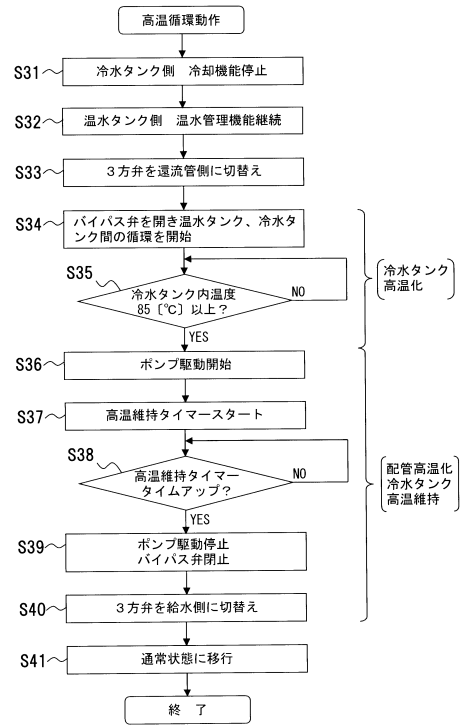 高温循環動作
S31 冷水タンク側 冷却機能停止
S32 温水タンク側 温水管理機能継続
S33 3方弁を還流管側に切替え
S34 バイパス弁を開き温水タンク、冷水タ
ンク間の循環を開始
S35
冷水タンク内温度
85〔℃〕以上?
NO
YES
冷水タンク
高温化
S36 ポンプ駆動開始
S37 高温維持タイマースタート
S38
高温維持タイマー
タイムアップ?
NO
YES
配管高温化
冷水タンク
高温維持
S39 ポンプ駆動停止
バイパス弁閉止
S40 3方弁を給水側に切替え
S41 通常状態に移行
終 了